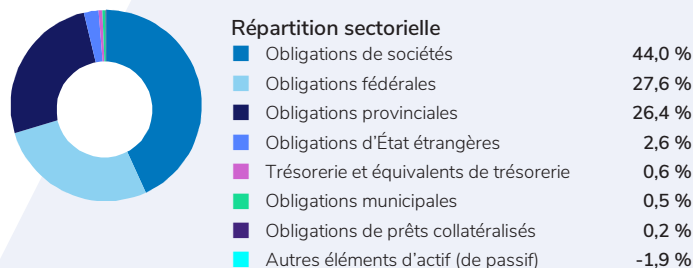 Répartition sectorielle
Obligations de sociétés 44,0 %
Obligations fédérales 27,6 %
Obligations provinciales 26,4 %
Obligations d’État étrangères 2,6 %
Trésorerie et équivalents de trésorerie 0,6 %
Obligations municipales 0,5 %
Obligations de prêts collatéralisés 0,2 %
Autres éléments d’actif (de passif) -1,9 %